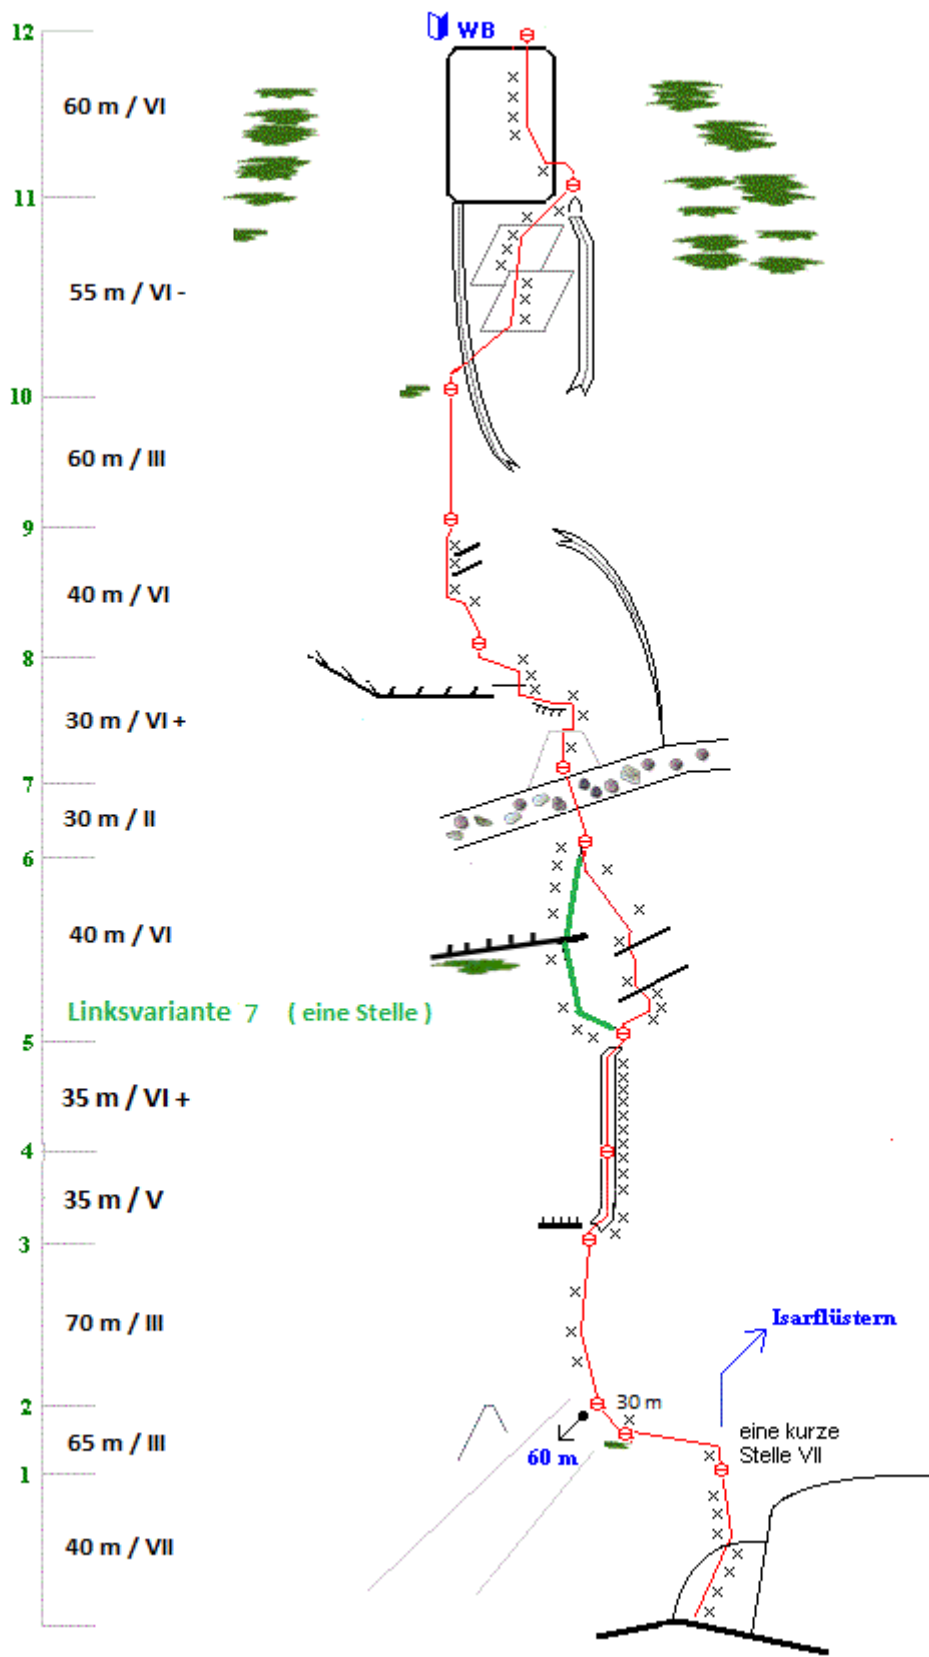 12
WB
60 m / VI
11
55 m / VI -
10
60 m / III
9
40 m / VI
8
30 m / VI +
7
30 m / II
6
40 m / VI
Linksvariante 7 ( eine Stelle )
5
35 m / VI +
4
35 m / V
3
70 m / III
Isarflüstern
2
30 m
65 m / III
eine kurze
Stelle VII
60 m
1
40 m / VII